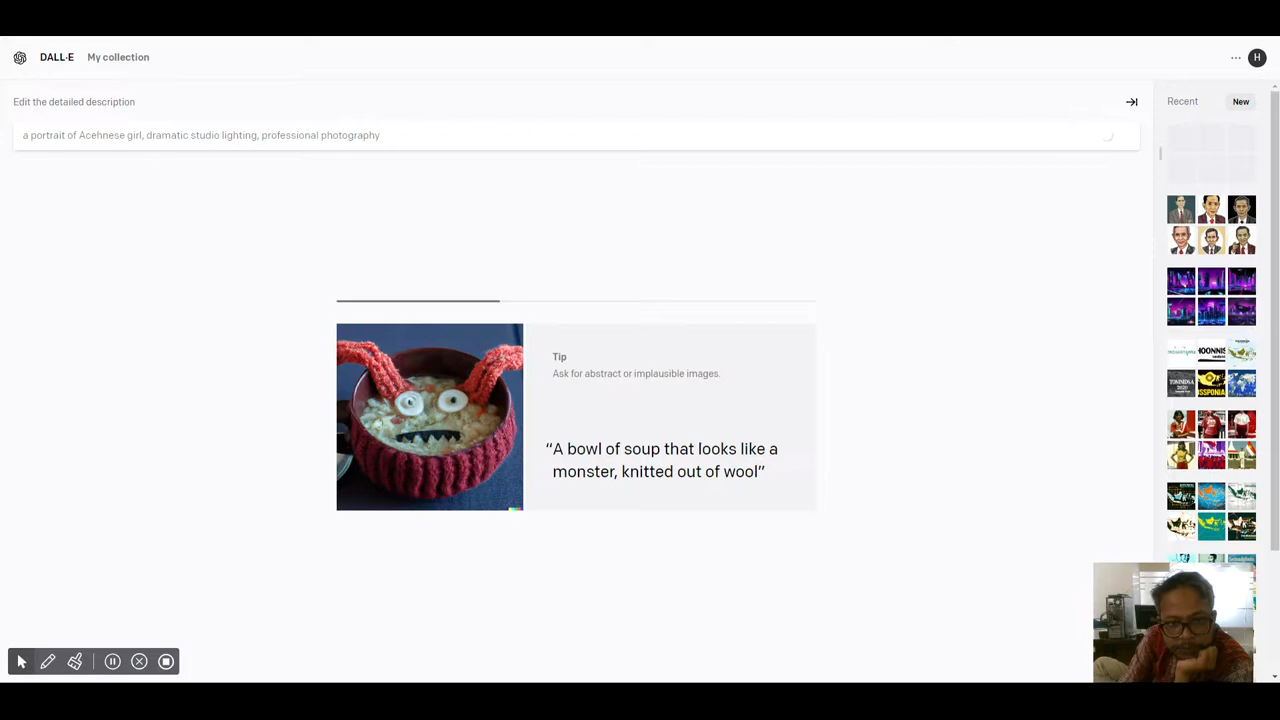 DALL·E
My collection
H
Edit the detailed description
Recent
New
a portrait of Acehnese girl, dramatic studio lighting, professional photography
Tip
Ask for abstract or implausible images.
“A bowl of soup that looks like a
monster, knitted out of wool”